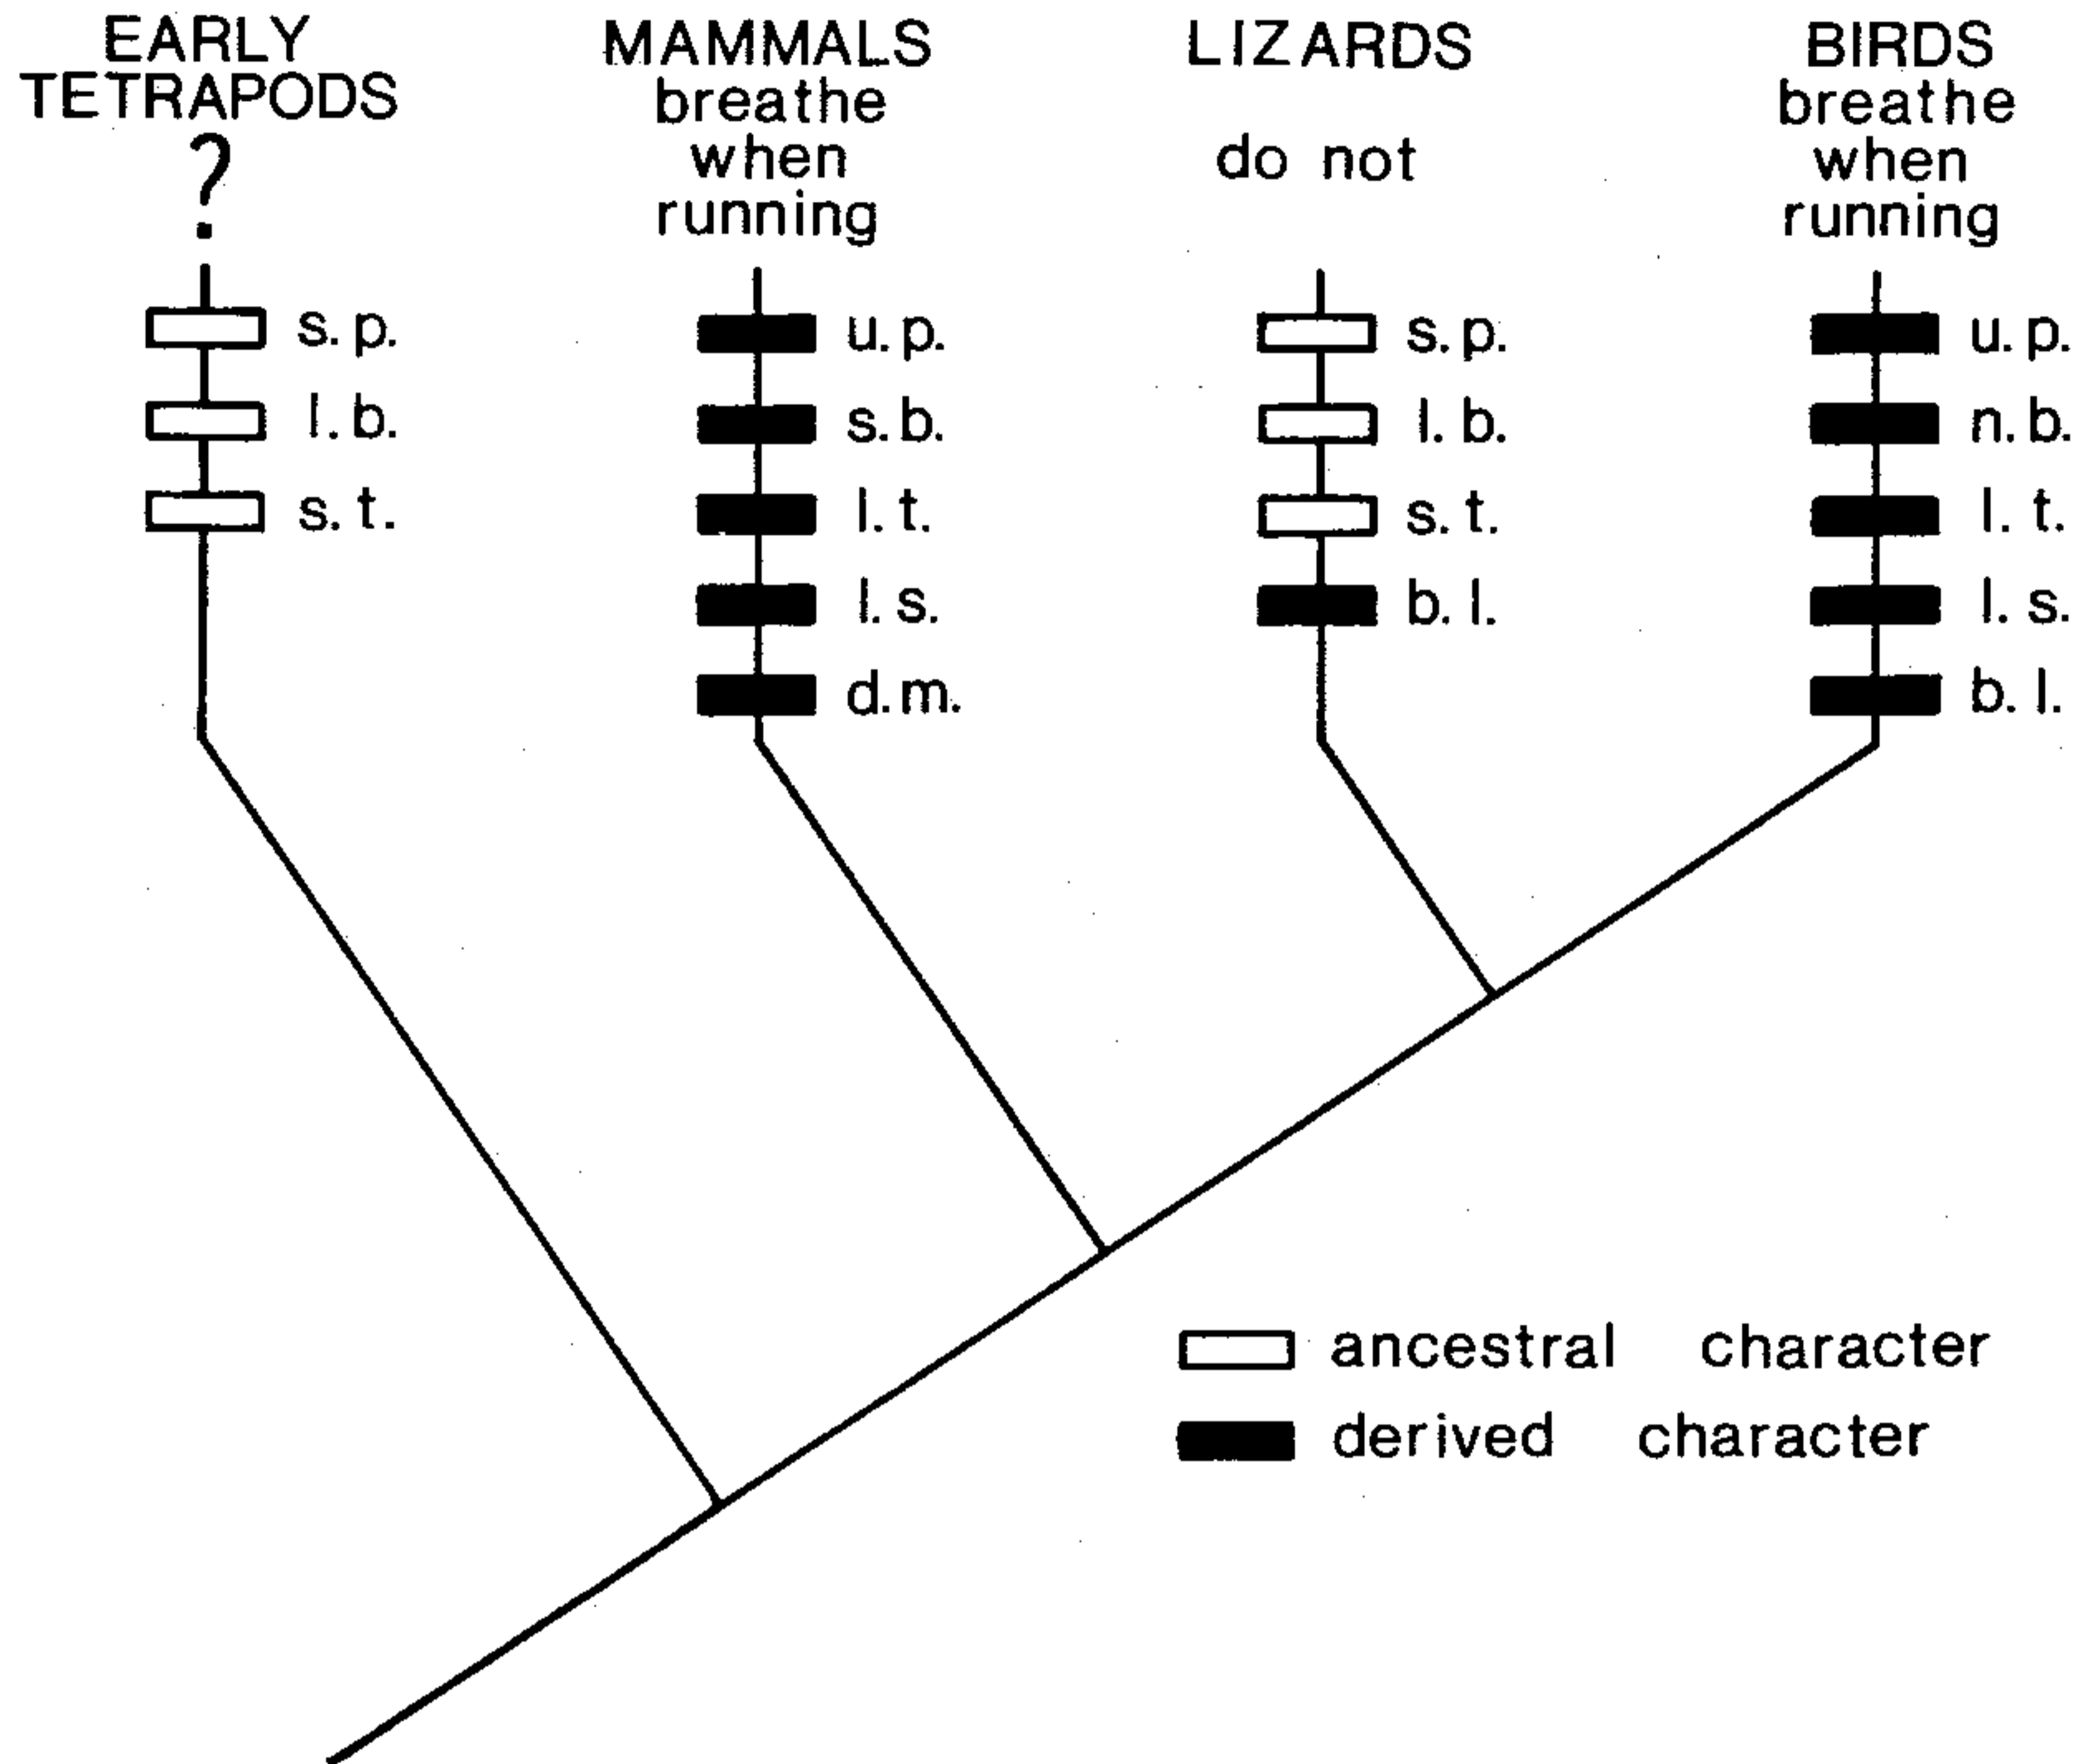 EARLY
TETRAPODS
?
s.p.
l.b.
s.t.
MAMMALS
breathe
when
running
u.p.
s.b.
l.t.
l.s.
d.m.
LIZARDS
do not
s.p.
l.b.
s.t.
b.l.
BIRDS
breathe
when
running
u.p.
n.b.
l.t.
l.s.
b.l.
ancestral character
derived character